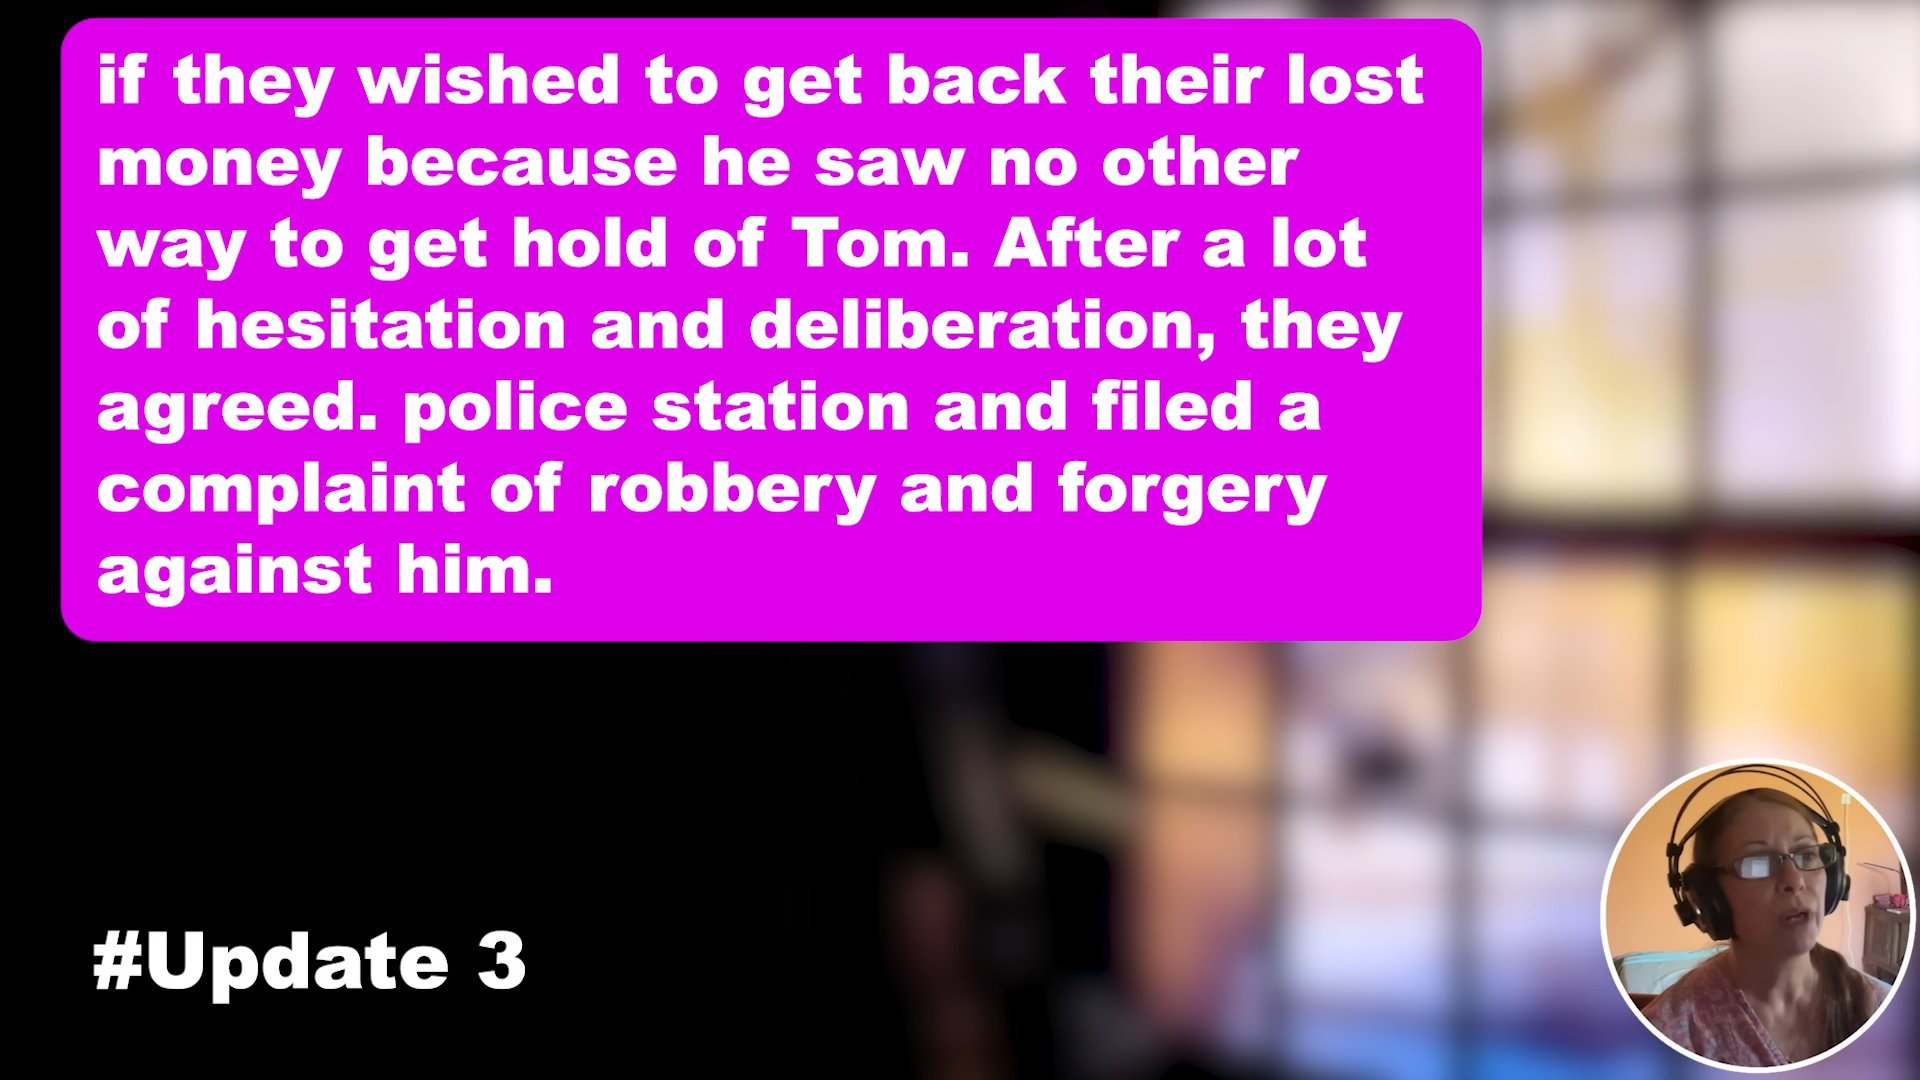 if they wished to get back their lost
money because he saw no other
way to get hold of Tom. After a lot
of hesitation and deliberation, they
agreed. police station and filed a
complaint of robbery and forgery
against him.
#Update 3